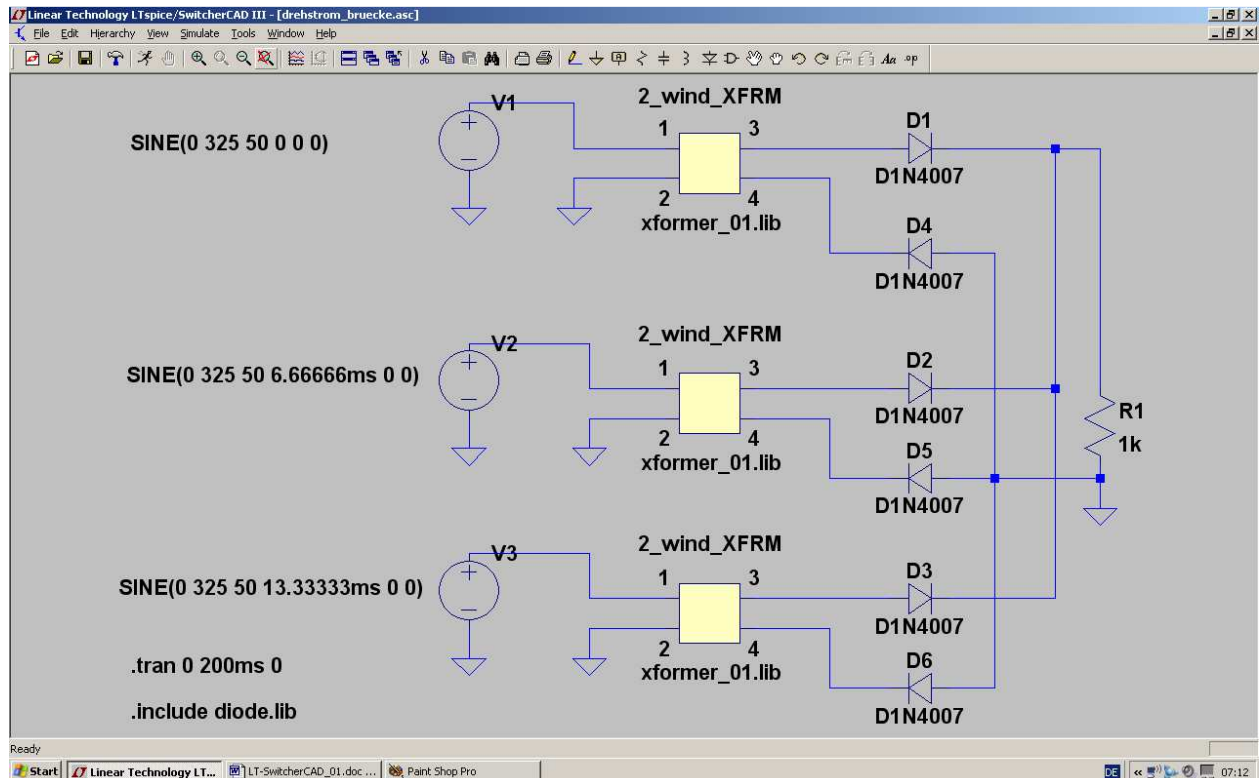 Linear Technology LTspice/SwitcherCAD III - [drehstrom_bruecke.asc]
File Edit Hierarchy View Simulate Tools Window Help
Aa .op
V1
SINE(0 325 50 0 0 0)
2_wind_XFRM
1 3
2 4
xformer_01.lib
D1
D1N4007
D4
D1N4007
V2
SINE(0 325 50 6.66666ms 0 0)
2_wind_XFRM
1 3
2 4
xformer_01.lib
D2
D1N4007
D5
D1N4007
R1
1k
V3
SINE(0 325 50 13.33333ms 0 0)
2_wind_XFRM
1 3
2 4
xformer_01.lib
D3
D1N4007
D6
D1N4007
.tran 0 200ms 0
.include diode.lib
Ready
Start Linear Technology LT... LT-SwitcherCAD_01.doc ... Paint Shop Pro DE « 07:12